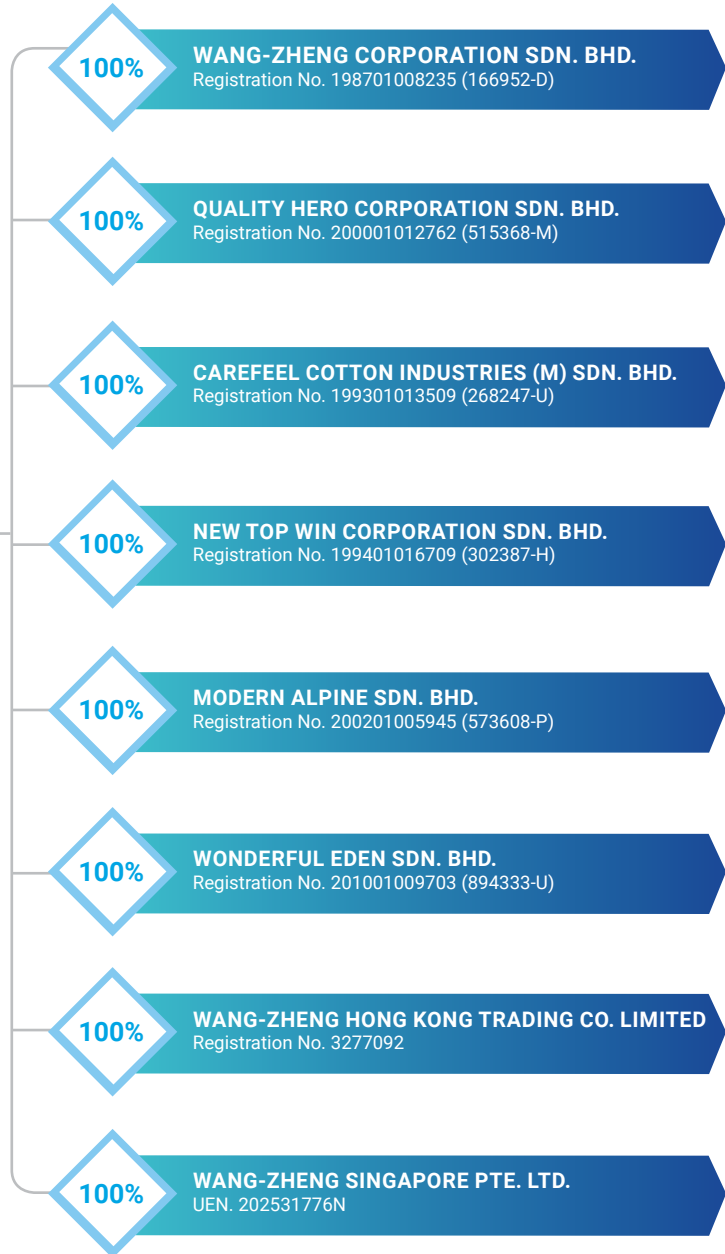 100%
WANG-ZHENG CORPORATION SDN. BHD.
Registration No. 198701008235 (166952-D)
100%
QUALITY HERO CORPORATION SDN. BHD.
Registration No. 200001012762 (515368-M)
100%
CAREFEEL COTTON INDUSTRIES (M) SDN. BHD.
Registration No. 199301013509 (268247-U)
100%
NEW TOP WIN CORPORATION SDN. BHD.
Registration No. 199401016709 (302387-H)
100%
MODERN ALPINE SDN. BHD.
Registration No. 200201005945 (573608-P)
100%
WONDERFUL EDEN SDN. BHD.
Registration No. 201001009703 (894333-U)
100%
WANG-ZHENG HONG KONG TRADING CO. LIMITED
Registration No. 3277092
100%
WANG-ZHENG SINGAPORE PTE. LTD.
UEN. 202531776N